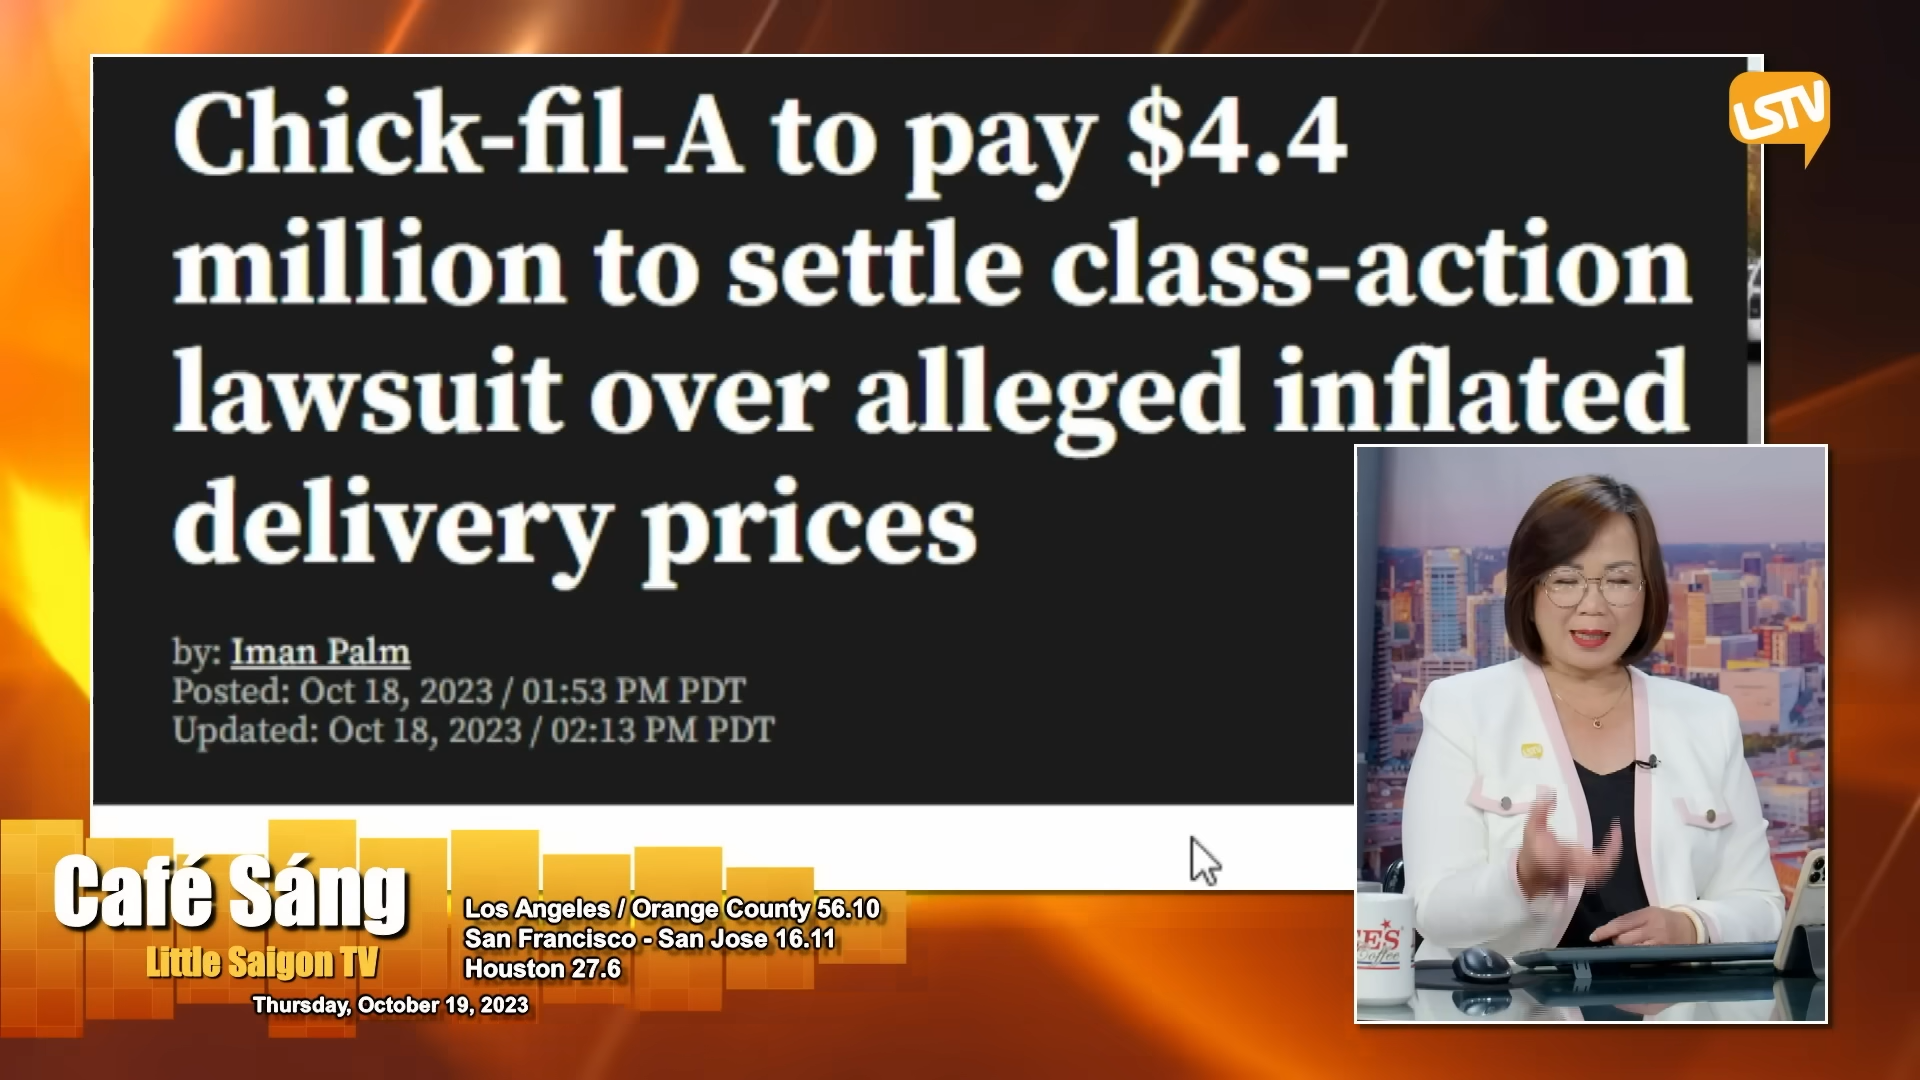 Chick-fil-A to pay $4.4
million to settle class-action
lawsuit over alleged inflated
delivery prices
by: Iman Palm
Posted: Oct 18, 2023 / 01:53 PM PDT
Updated: Oct 18, 2023 / 02:13 PM PDT
LSTV
LSTV
Café Sáng
Little Saigon TV
Thursday, October 19, 2023
Los Angeles / Orange County 56.10
San Francisco - San Jose 16.11
Houston 27.6